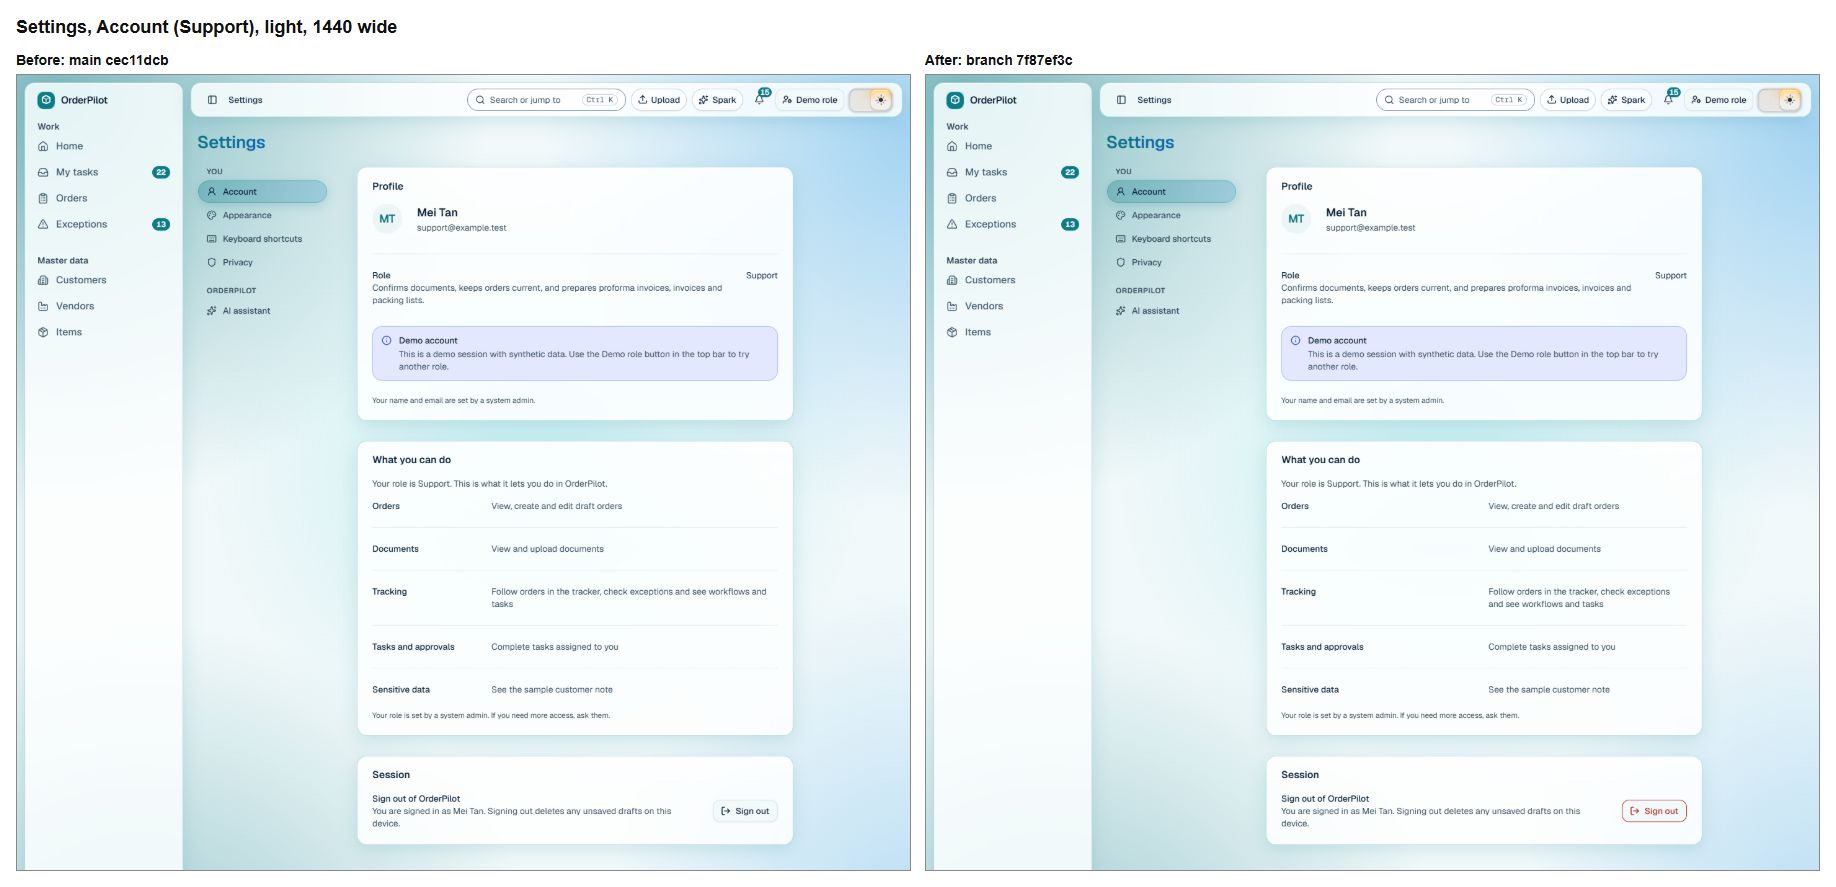 Settings, Account (Support), light, 1440 wide
Before: main cec11dcb
OrderPilot
Work
Home
My tasks 22
Orders
Exceptions 13
Master data
Customers
Vendors
Items
Settings
Search or jump to Ctrl K
Upload
Spark
15
Demo role
Settings
YOU
Account
Appearance
Keyboard shortcuts
Privacy
ORDERPILOT
AI assistant
Profile
MT
Mei Tan
support@example.test
Role Support
Confirms documents, keeps orders current, and prepares proforma invoices, invoices and
packing lists.
Demo account
This is a demo session with synthetic data. Use the Demo role button in the top bar to try
another role.
Your name and email are set by a system admin.
What you can do
Your role is Support. This is what it lets you do in OrderPilot.
Orders View, create and edit draft orders
Documents View and upload documents
Tracking Follow orders in the tracker, check exceptions and see workflows and
tasks
Tasks and approvals Complete tasks assigned to you
Sensitive data See the sample customer note
Your role is set by a system admin. If you need more access, ask them.
Session
Sign out of OrderPilot
You are signed in as Mei Tan. Signing out deletes any unsaved drafts on this
device.
Sign out
After: branch 7f87ef3c
OrderPilot
Work
Home
My tasks 22
Orders
Exceptions 13
Master data
Customers
Vendors
Items
Settings
Search or jump to Ctrl K
Upload
Spark
15
Demo role
Settings
YOU
Account
Appearance
Keyboard shortcuts
Privacy
ORDERPILOT
AI assistant
Profile
MT
Mei Tan
support@example.test
Role Support
Confirms documents, keeps orders current, and prepares proforma invoices, invoices and
packing lists.
Demo account
This is a demo session with synthetic data. Use the Demo role button in the top bar to try
another role.
Your name and email are set by a system admin.
What you can do
Your role is Support. This is what it lets you do in OrderPilot.
Orders View, create and edit draft orders
Documents View and upload documents
Tracking Follow orders in the tracker, check exceptions
and see workflows and tasks
Tasks and approvals Complete tasks assigned to you
Sensitive data See the sample customer note
Your role is set by a system admin. If you need more access, ask them.
Session
Sign out of OrderPilot
You are signed in as Mei Tan. Signing out deletes any unsaved drafts on this
device.
Sign out